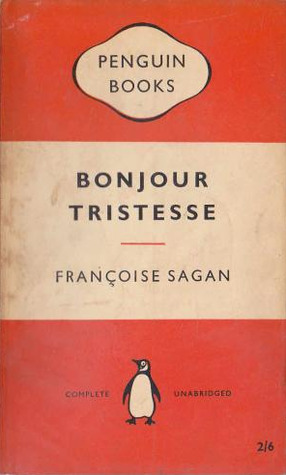 PENGUIN
BOOKS
BONJOUR
TRISTESSE
FRANÇOISE SAGAN
COMPLETE UNABRIDGED
2/6